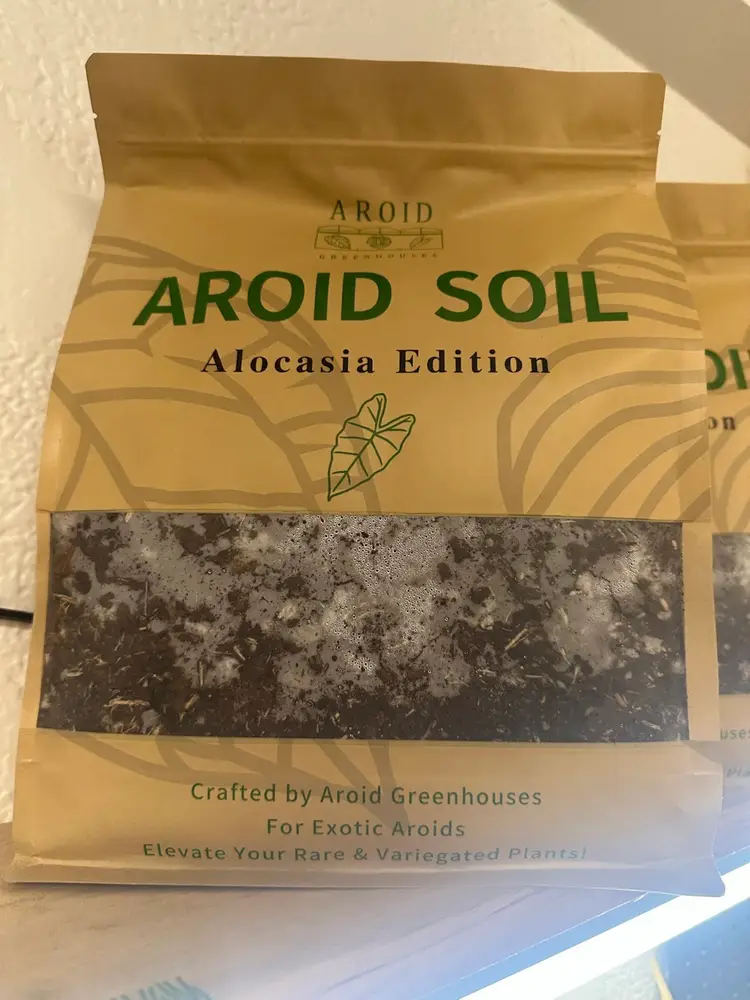 AROID
GREENHOUSES
AROID SOIL
Alocasia Edition
Crafted by Aroid Greenhouses
For Exotic Aroids
Elevate Your Rare & Variegated Plants!